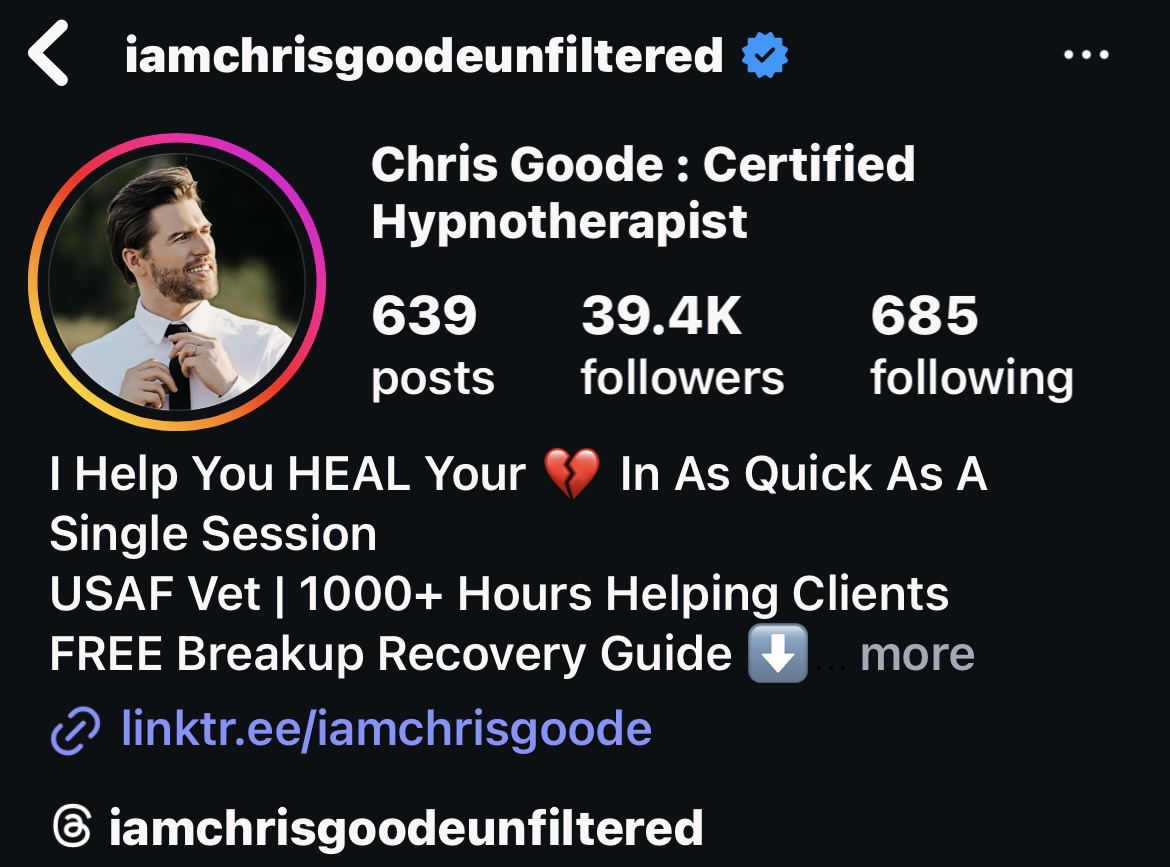 iamchrisgoodeunfiltered
Chris Goode : Certified
Hypnotherapist
639
39.4K
685
posts
followers
following
I Help You HEAL Your 💔 In As Quick As A
Single Session
USAF Vet | 1000+ Hours Helping Clients
FREE Breakup Recovery Guide ⬇️... more
linktr.ee/iamchrisgoode
iamchrisgoodeunfiltered